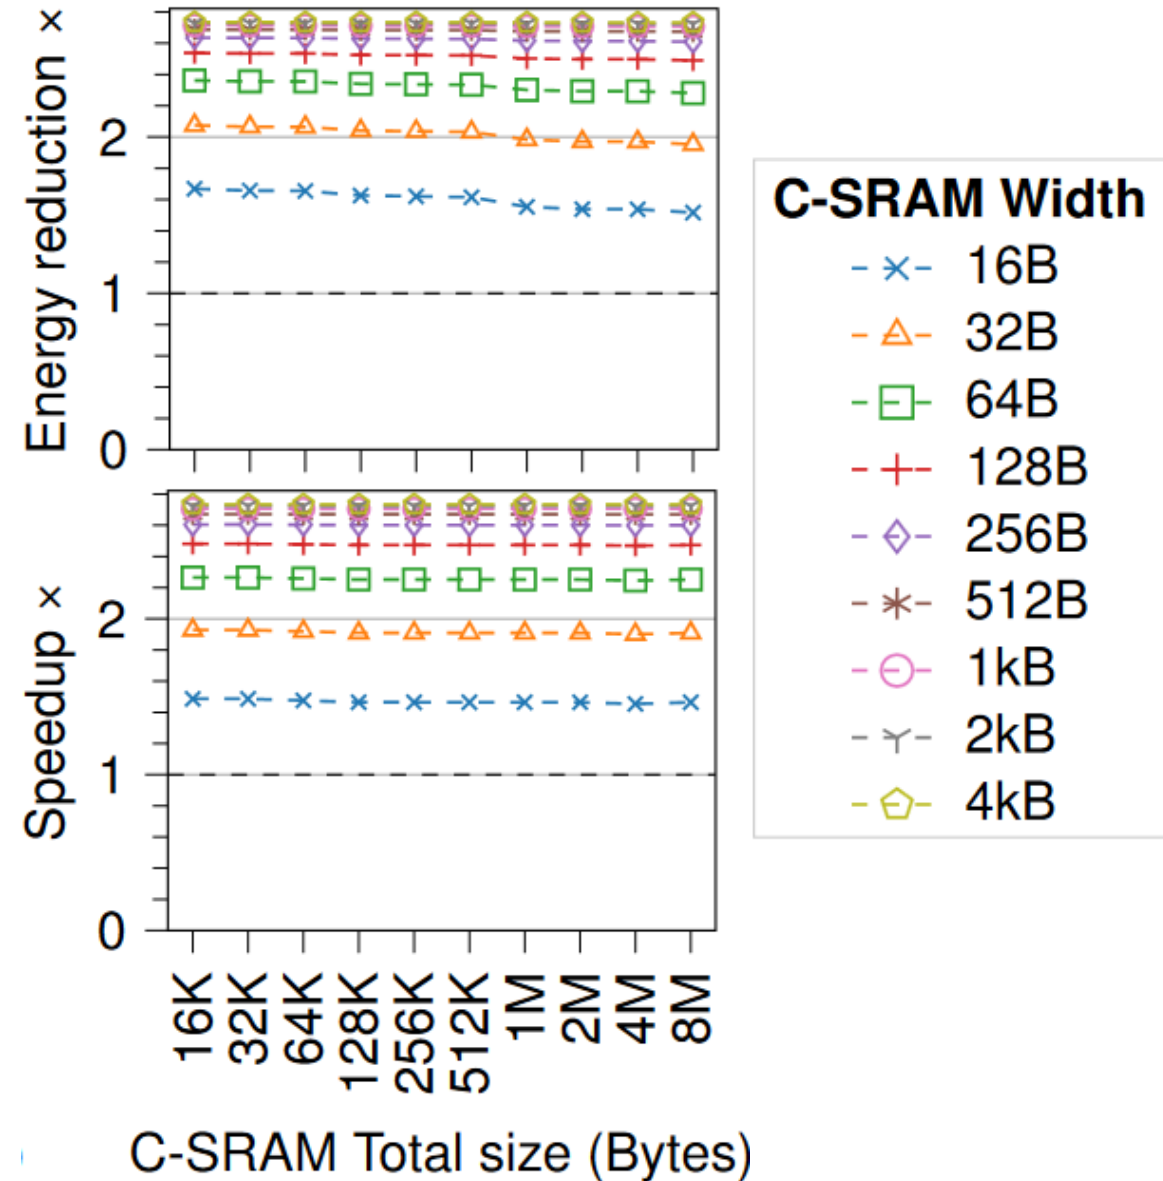 Energy reduction ×
2
1
0
Speedup ×
2
1
0
16K
32K
64K
128K
256K
512K
1M
2M
4M
8M
C-SRAM Total size (Bytes)
C-SRAM Width
16B
32B
64B
128B
256B
512B
1kB
2kB
4kB